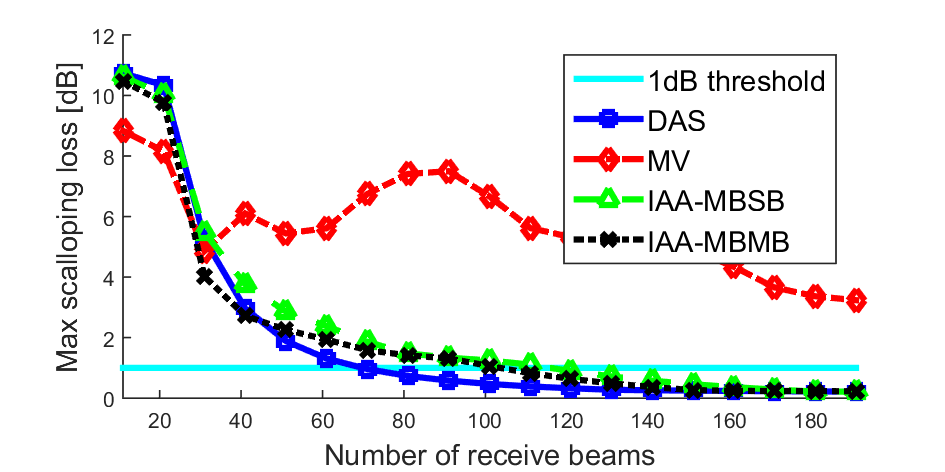 Max scalloping loss [dB]
12
10
8
6
4
2
0
20 40 60 80 100 120 140 160 180
Number of receive beams
1dB threshold
DAS
MV
IAA-MBSB
IAA-MBMB